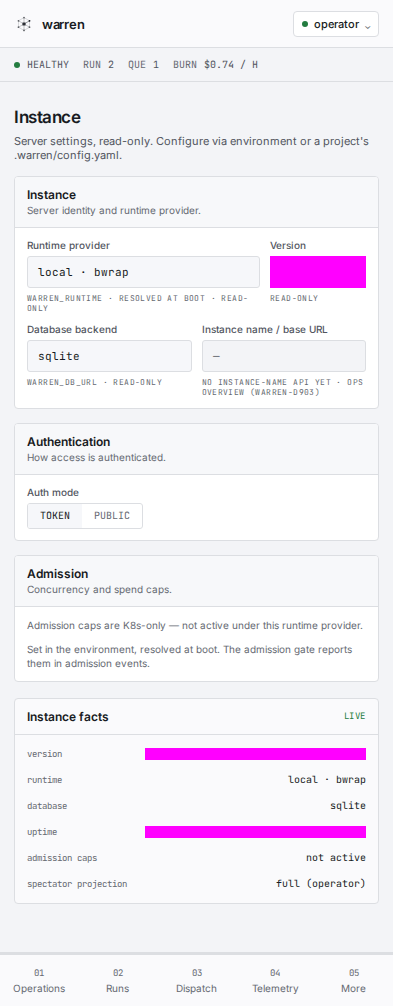 warren
operator
HEALTHY RUN 2 QUE 1 BURN $0.74 / H
Instance
Server settings, read-only. Configure via environment or a project's
.warren/config.yaml.
Instance
Server identity and runtime provider.
Runtime provider
Version
local · bwrap
WARREN_RUNTIME · RESOLVED AT BOOT · READ-
ONLY
READ-ONLY
Database backend
Instance name / base URL
sqlite
—
WARREN_DB_URL · READ-ONLY
NO INSTANCE-NAME API YET · OPS
OVERVIEW (WARREN-D903)
Authentication
How access is authenticated.
Auth mode
TOKEN PUBLIC
Admission
Concurrency and spend caps.
Admission caps are K8s-only — not active under this runtime provider.
Set in the environment, resolved at boot. The admission gate reports
them in admission events.
Instance facts
LIVE
version
runtime local · bwrap
database sqlite
uptime
admission caps not active
spectator projection full (operator)
01 02 03 04 05
Operations Runs Dispatch Telemetry More